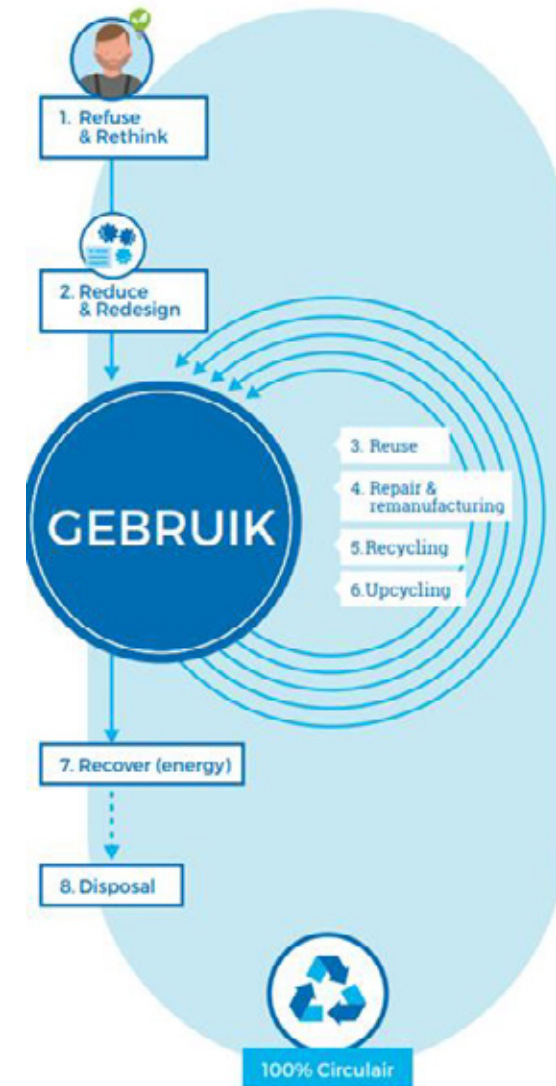 1. Refuse
& Rethink
2. Reduce
& Redesign
GEBRUIK
3. Reuse
4. Repair &
remanufacturing
5.Recycling
6.Upcycling
7. Recover (energy)
8. Disposal
100% Circulair